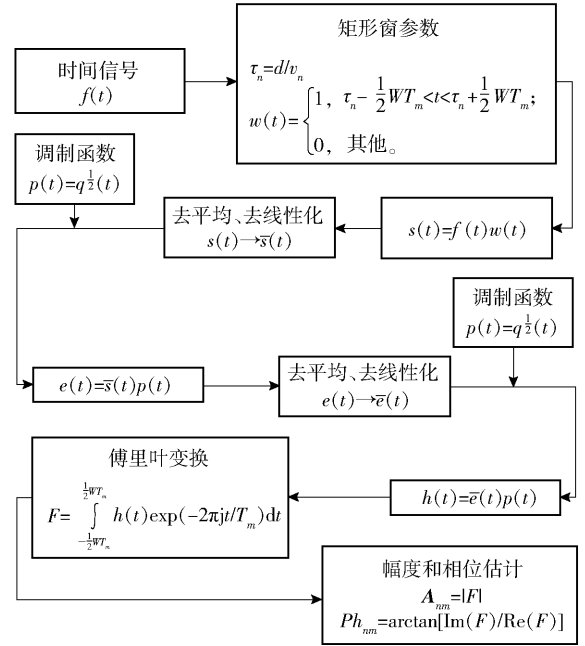 时间信号
f(t)
矩形窗参数
τₙ=d/vₙ
w(t)={1, τₙ-½WTₘ<t<τₙ+½WTₘ;
0, 其他。
调制函数
p(t)=q^{1/2}(t)
去平均、去线性化
s(t)→s̅(t)
s(t)=f(t)w(t)
调制函数
p(t)=q^{1/2}(t)
e(t)=s̅(t)p(t)
去平均、去线性化
e(t)→e̅(t)
傅里叶变换
F=∫_{-½WTₘ}^{½WTₘ} h(t)exp(-2πjt/Tₘ)dt
h(t)=e̅(t)p(t)
幅度和相位估计
Aₙₘ=|F|
Phₙₘ=arctan[Im(F)/Re(F)]